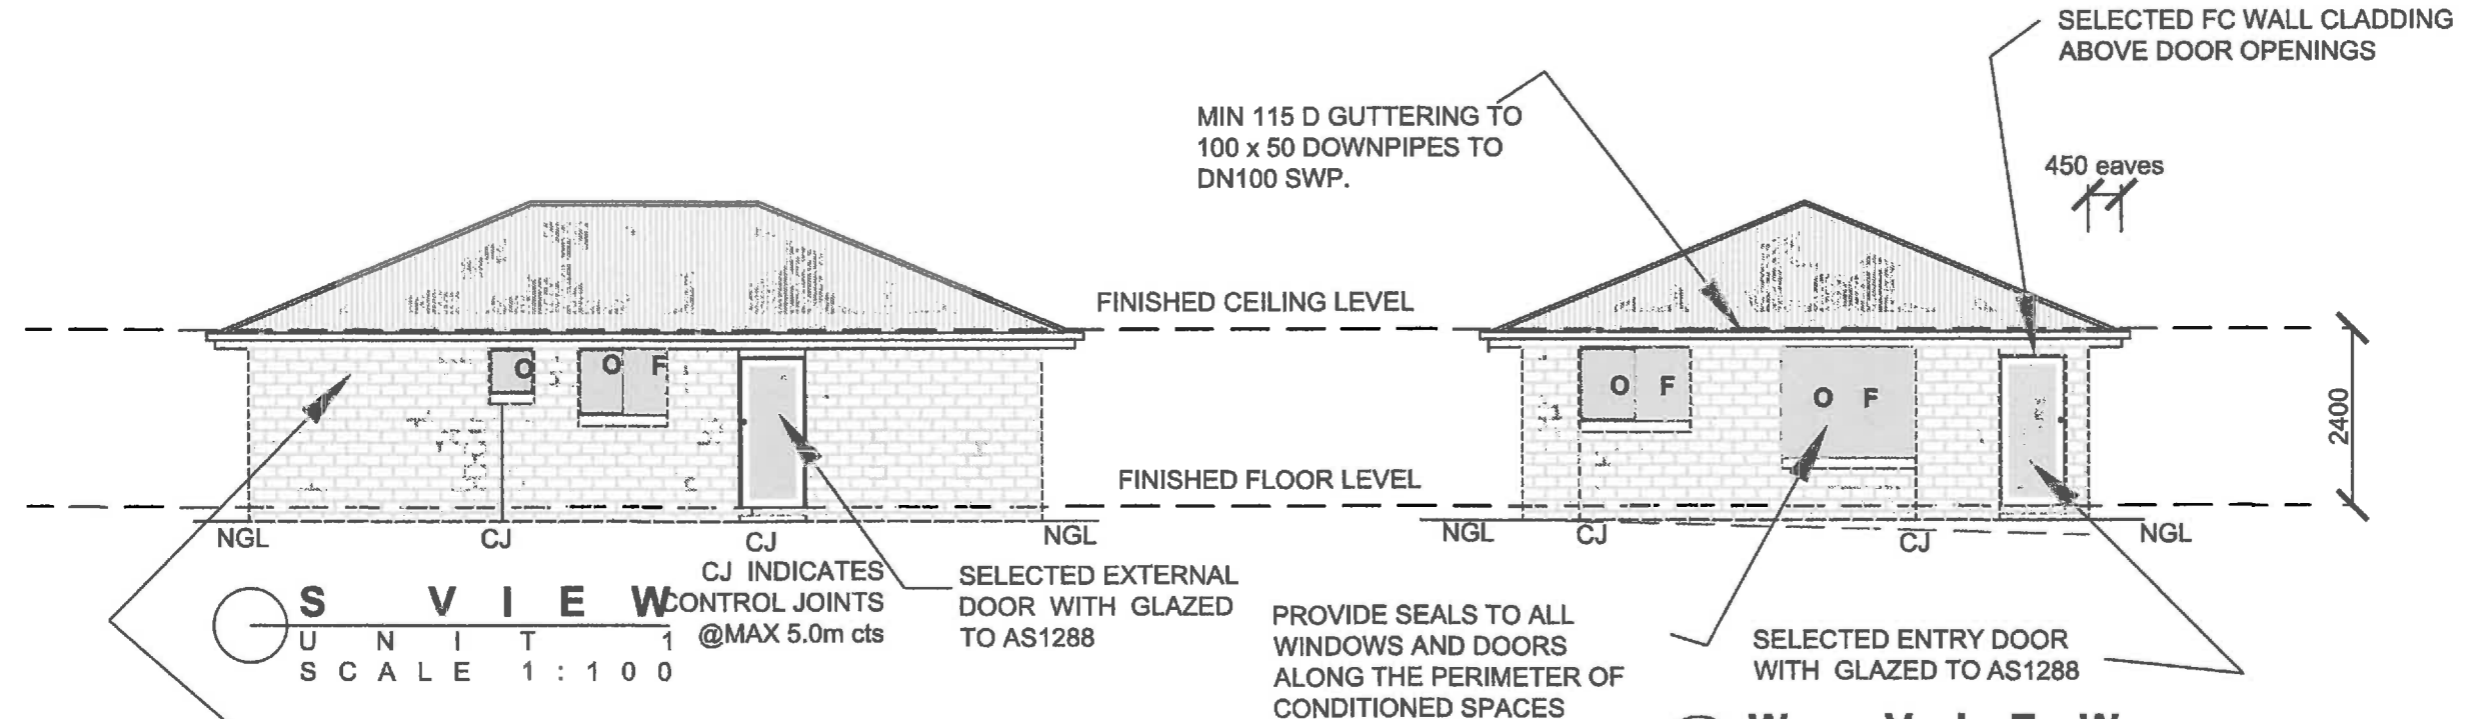 SELECTED FC WALL CLADDING
ABOVE DOOR OPENINGS
MIN 115 D GUTTERING TO
100 x 50 DOWNPIPES TO
DN100 SWP.
450 eaves
FINISHED CEILING LEVEL
O
O F
O F
O F
2400
FINISHED FLOOR LEVEL
NGL
CJ
CJ
NGL
NGL
CJ
CJ
NGL
S VIEW
UNIT 1
SCALE 1:100
CJ INDICATES
CONTROL JOINTS
@MAX 5.0m cts
SELECTED EXTERNAL
DOOR WITH GLAZED
TO AS1288
PROVIDE SEALS TO ALL
WINDOWS AND DOORS
ALONG THE PERIMETER OF
CONDITIONED SPACES
SELECTED ENTRY DOOR
WITH GLAZED TO AS1288
W VIEW